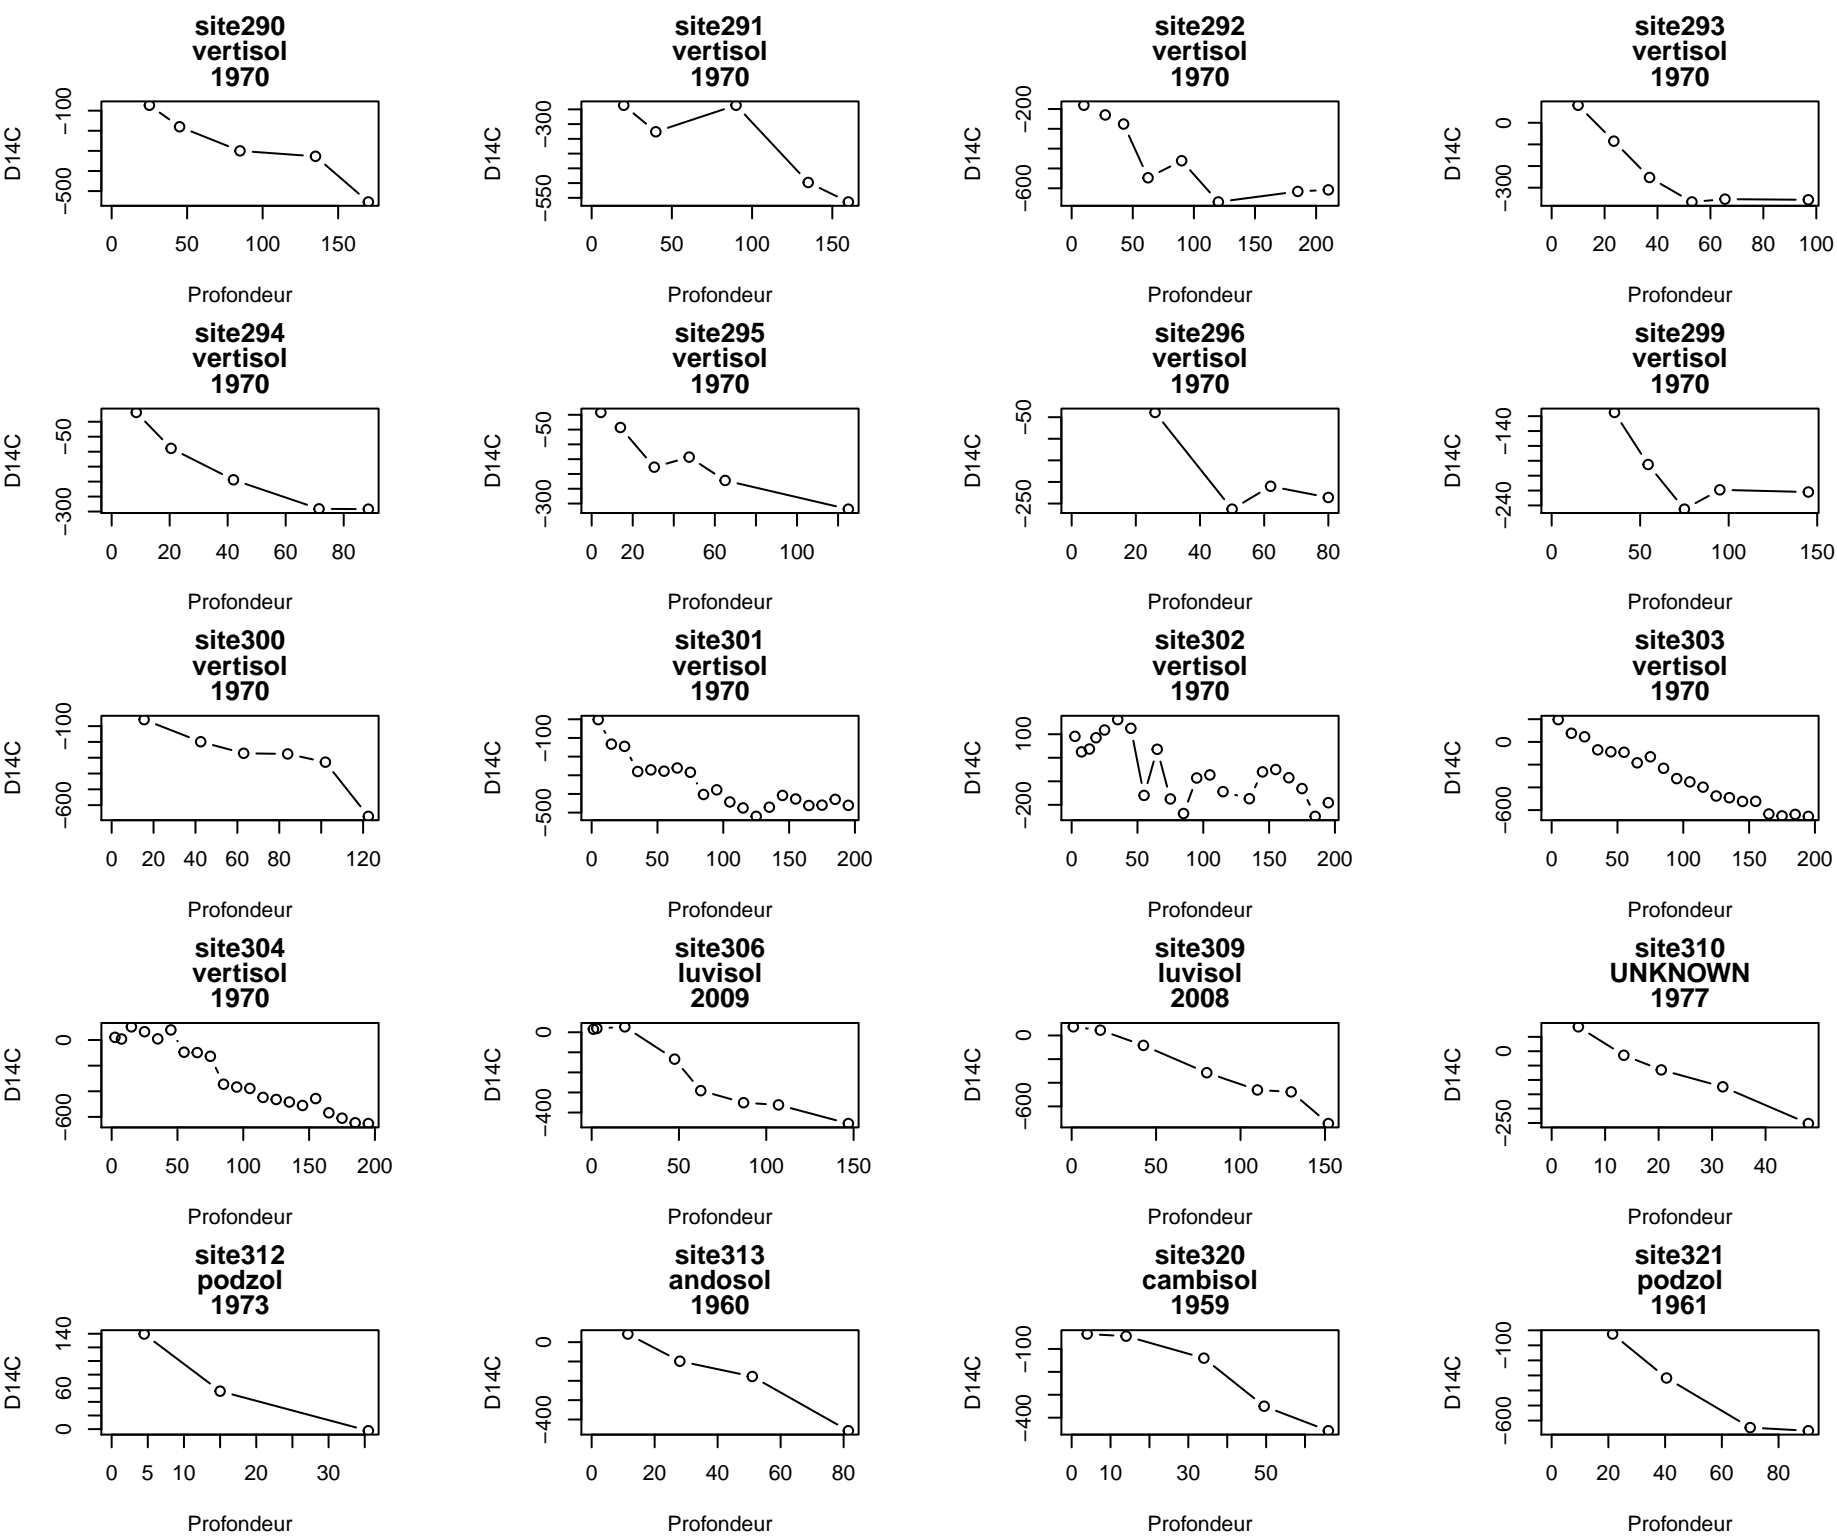 site290
vertisol
1970
D14C
−100
−500
0 50 100 150
Profondeur
site291
vertisol
1970
D14C
−300
−550
0 50 100 150
Profondeur
site292
vertisol
1970
D14C
−200
−600
0 50 100 150 200
Profondeur
site293
vertisol
1970
D14C
0
−300
0 20 40 60 80 100
Profondeur
site294
vertisol
1970
D14C
−50
−300
0 20 40 60 80
Profondeur
site295
vertisol
1970
D14C
−50
−300
0 20 60 100
Profondeur
site296
vertisol
1970
D14C
−50
−250
0 20 40 60 80
Profondeur
site299
vertisol
1970
D14C
−140
−240
0 50 100 150
Profondeur
site300
vertisol
1970
D14C
−100
−600
0 20 40 60 80 100 120
Profondeur
site301
vertisol
1970
D14C
−100
−500
0 50 100 150 200
Profondeur
site302
vertisol
1970
D14C
100
−200
0 50 100 150 200
Profondeur
site303
vertisol
1970
D14C
0
−600
0 50 100 150 200
Profondeur
site304
vertisol
1970
D14C
0
−600
0 50 100 150 200
Profondeur
site306
luvisol
2009
D14C
0
−400
0 50 100 150
Profondeur
site309
luvisol
2008
D14C
0
−600
0 50 100 150
Profondeur
site310
UNKNOWN
1977
D14C
0
−250
0 10 20 30 40
Profondeur
site312
podzol
1973
D14C
140
60
0
0 5 10 20 30
Profondeur
site313
andosol
1960
D14C
0
−400
0 20 40 60 80
Profondeur
site320
cambisol
1959
D14C
−100
−400
0 10 30 50
Profondeur
site321
podzol
1961
D14C
−100
−600
0 20 40 60 80
Profondeur